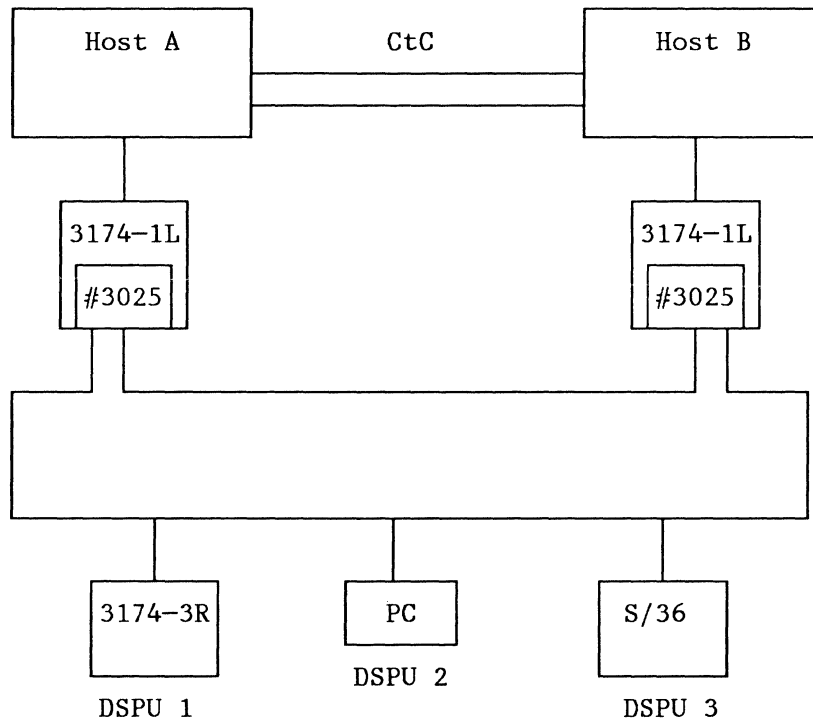 Host A
CtC
Host B
3174-1L
3174-1L
#3025
#3025
3174-3R
PC
S/36
DSPU 1
DSPU 2
DSPU 3